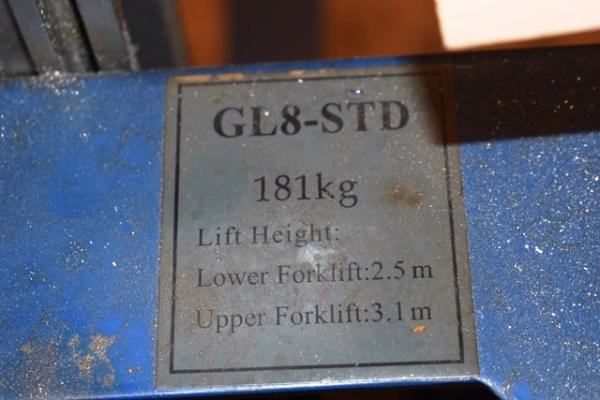 GL8-STD
181kg
Lift Height:
Lower Forklift:2.5 m
Upper Forklift:3.1 m